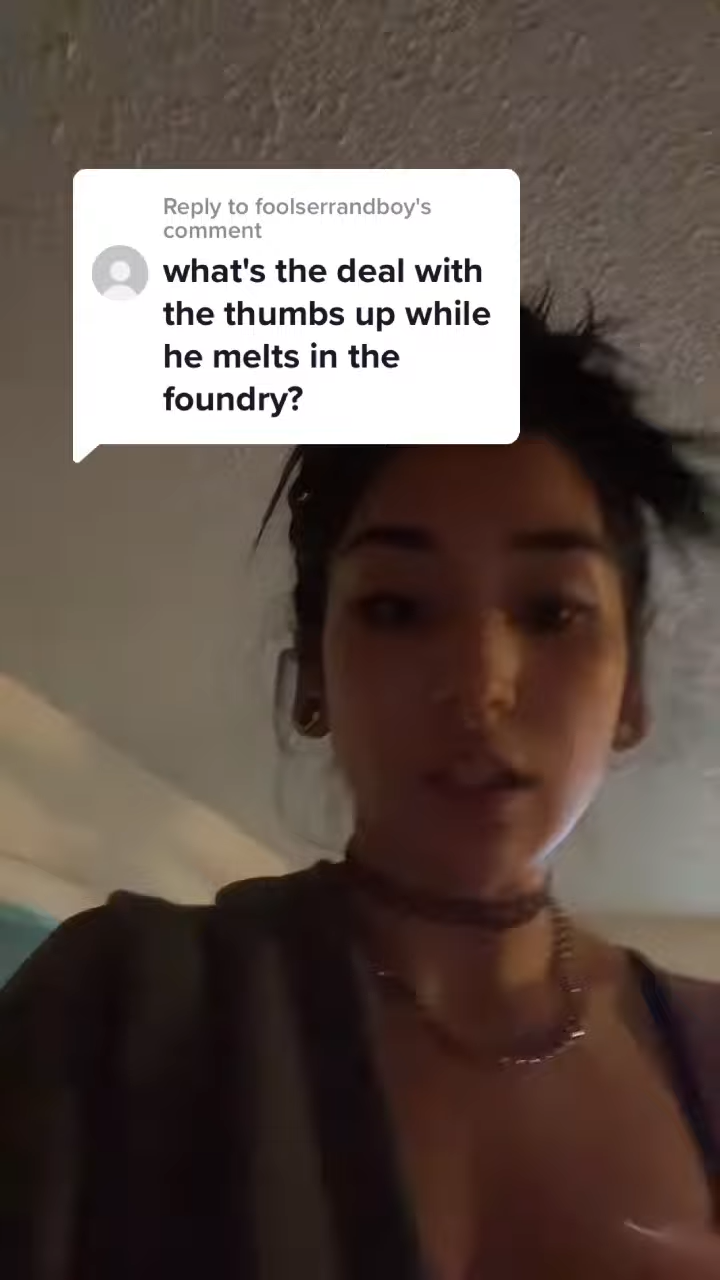 Reply to foolserrandboy's
comment
what's the deal with
the thumbs up while
he melts in the
foundry?